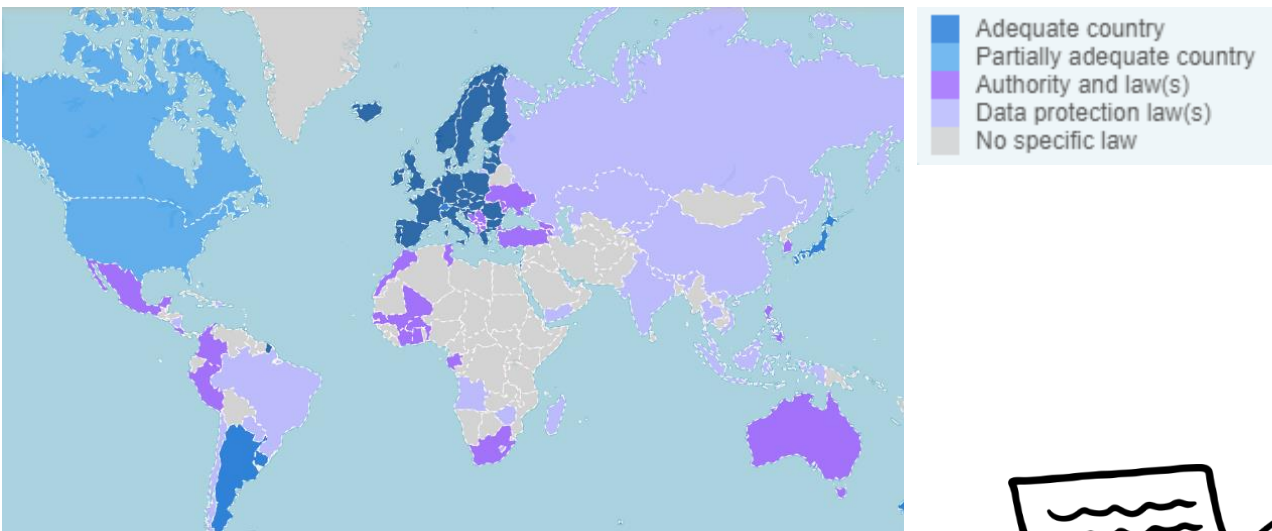 Adequate country
Partially adequate country
Authority and law(s)
Data protection law(s)
No specific law